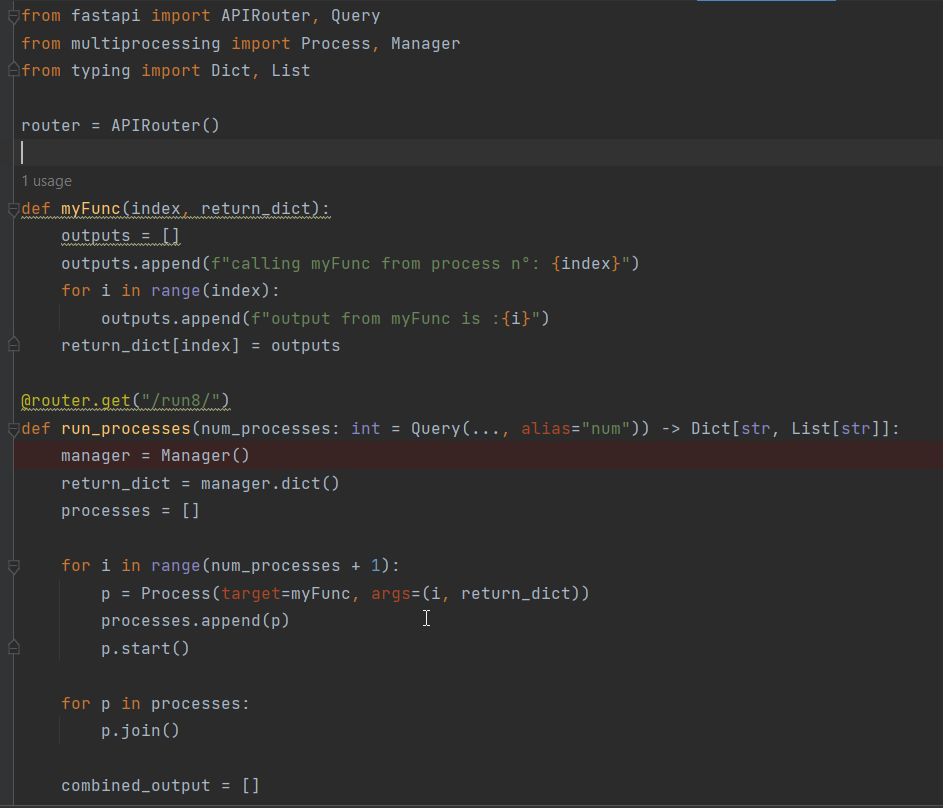 from fastapi import APIRouter, Query
from multiprocessing import Process, Manager
from typing import Dict, List

router = APIRouter()

1 usage
def myFunc(index, return_dict):
    outputs = []
    outputs.append(f"calling myFunc from process n°: {index}")
    for i in range(index):
        outputs.append(f"output from myFunc is :{i}")
    return_dict[index] = outputs

@router.get("/run8/")
def run_processes(num_processes: int = Query(..., alias="num")) -> Dict[str, List[str]]:
    manager = Manager()
    return_dict = manager.dict()
    processes = []

    for i in range(num_processes + 1):
        p = Process(target=myFunc, args=(i, return_dict))
        processes.append(p)
        p.start()

    for p in processes:
        p.join()

    combined_output = []